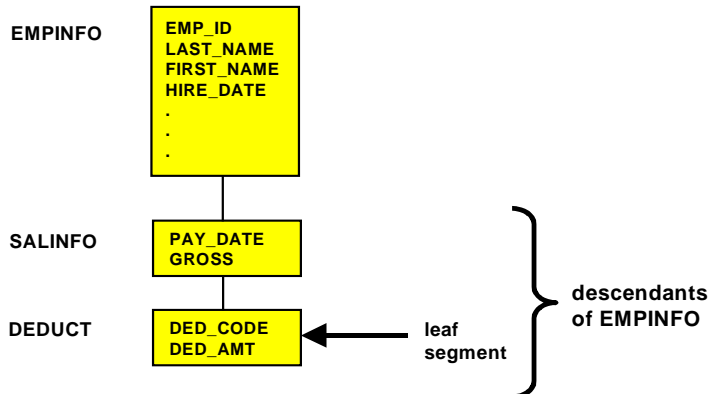 EMPINFO
EMP_ID
LAST_NAME
FIRST_NAME
HIRE_DATE
.
.
.
SALINFO
PAY_DATE
GROSS
DEDUCT
DED_CODE
DED_AMT
leaf
segment
descendants
of EMPINFO